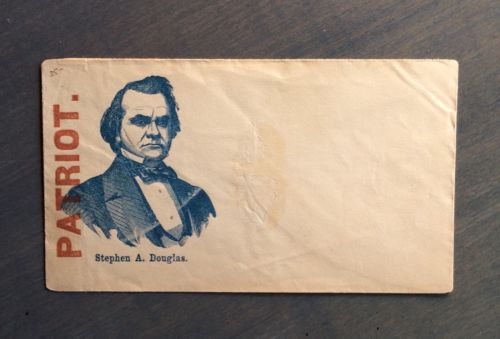 PATRIOT.
Stephen A. Douglas.